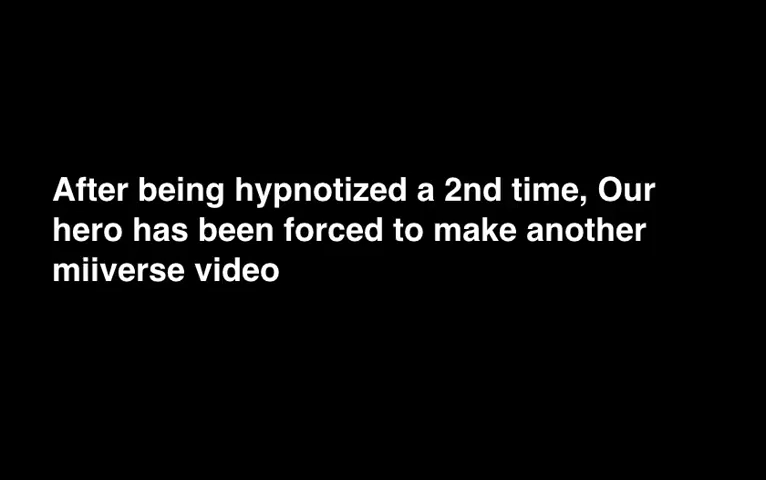 After being hypnotized a 2nd time, Our
hero has been forced to make another
miiverse video